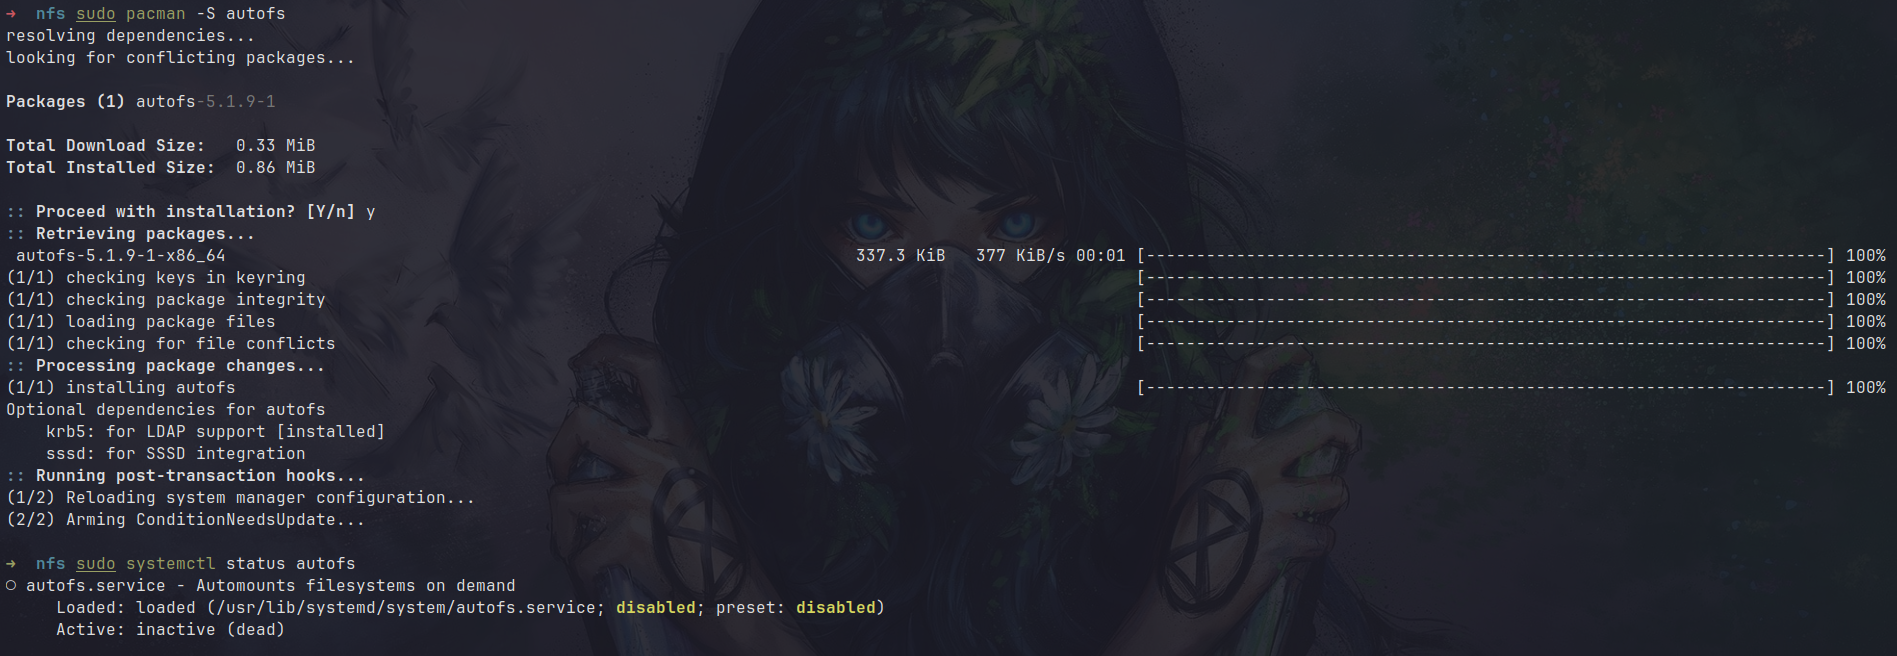 → nfs sudo pacman -S autofs
resolving dependencies...
looking for conflicting packages...
Packages (1) autofs-5.1.9-1
Total Download Size: 0.33 MiB
Total Installed Size: 0.86 MiB
:: Proceed with installation? [Y/n] y
:: Retrieving packages...
autofs-5.1.9-1-x86_64 337.3 KiB 377 KiB/s 00:01 [--------------------------------------------------------------------] 100%
(1/1) checking keys in keyring [--------------------------------------------------------------------] 100%
(1/1) checking package integrity [--------------------------------------------------------------------] 100%
(1/1) loading package files [--------------------------------------------------------------------] 100%
(1/1) checking for file conflicts [--------------------------------------------------------------------] 100%
:: Processing package changes...
(1/1) installing autofs [--------------------------------------------------------------------] 100%
Optional dependencies for autofs
krb5: for LDAP support [installed]
sssd: for SSSD integration
:: Running post-transaction hooks...
(1/2) Reloading system manager configuration...
(2/2) Arming ConditionNeedsUpdate...
→ nfs sudo systemctl status autofs
○ autofs.service - Automounts filesystems on demand
Loaded: loaded (/usr/lib/systemd/system/autofs.service; disabled; preset: disabled)
Active: inactive (dead)